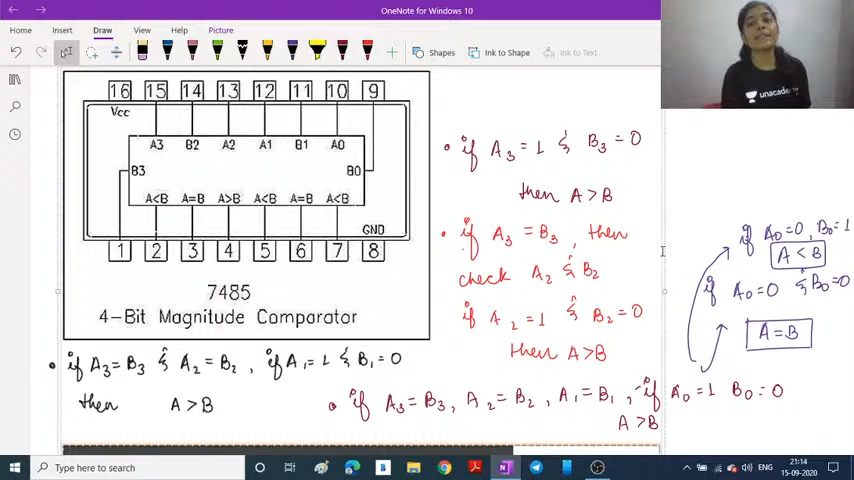 OneNote for Windows 10
Home Insert Draw View Help Picture
Shapes Ink to Shape Ink to Text
16 15 14 13 12 11 10 9
Vcc
A3 B2 A2 A1 B1 A0
B3 B0
A<B A=B A>B A<B A=B A<B
GND
1 2 3 4 5 6 7 8
7485
4-Bit Magnitude Comparator
unacademy
• if A3 = 1 & B3 = 0
then A > B
• if A3 = B3, then
check A2 & B2
if A2 = 1 & B2 = 0
then A > B
if A0 = 0, B0 = 1
A < B
if A0 = 0 & B0 = 0
A = B
• if A3 = B3 & A2 = B2, if A1 = 1 & B1 = 0
then A > B
• if A3 = B3, A2 = B2, A1 = B1, - if A0 = 1 B0 = 0
A > B
Type here to search
ENG
21:14
15-09-2020